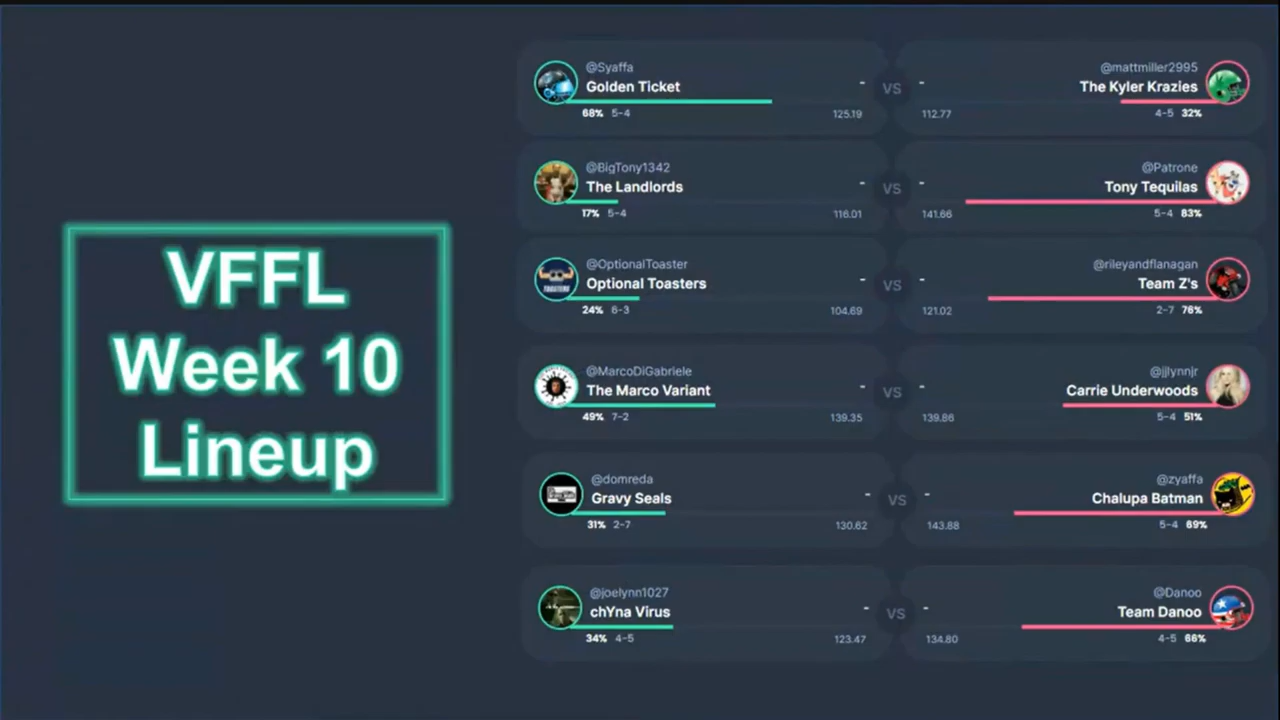 VFFL
Week 10
Lineup
@Syaffa
Golden Ticket -
68% 5-4 125.19
VS
@mattmiller2995
- The Kyler Krazies
112.77 4-5 32%
@BigTony1342
The Landlords -
17% 5-4 116.01
VS
@Patrone
- Tony Tequilas
141.66 5-4 83%
@OptionalToaster
Optional Toasters -
24% 6-3 104.69
VS
@rileyandflanagan
- Team Z's
121.02 2-7 76%
@MarcoDiGabriele
The Marco Variant -
49% 7-2 139.35
VS
@jjlynnjr
- Carrie Underwoods
139.86 5-4 51%
@domreda
Gravy Seals -
31% 2-7 130.62
VS
@zyaffa
- Chalupa Batman
143.88 5-4 69%
@joelynn1027
chYna Virus -
34% 4-5 123.47
VS
@Danoo
- Team Danoo
134.80 4-5 66%